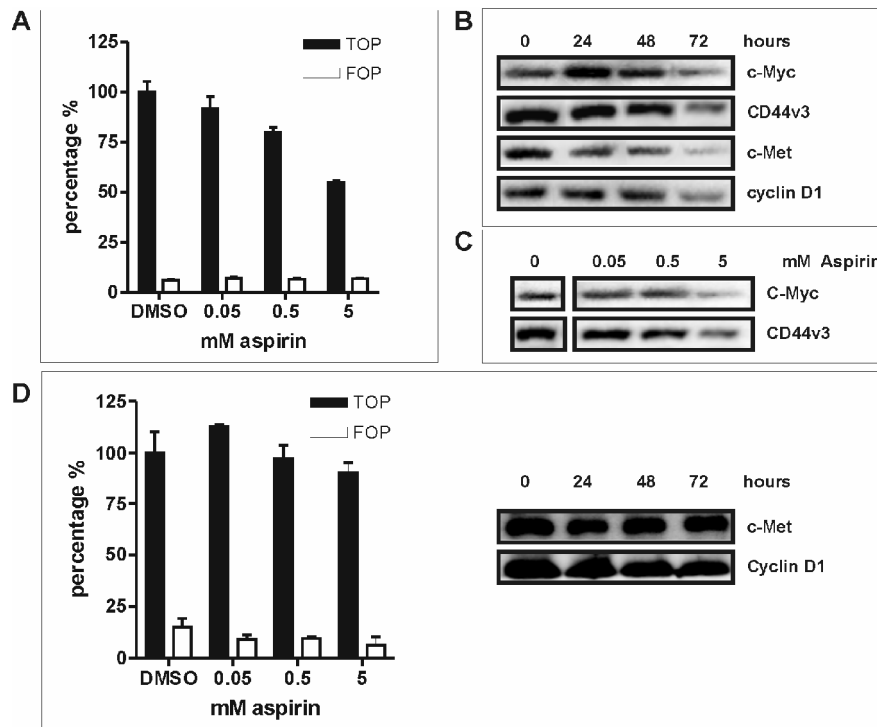 A
percentage %
125
100
75
50
25
0
TOP
FOP
DMSO 0.05 0.5 5
mM aspirin
B
0 24 48 72 hours
c-Myc
CD44v3
c-Met
cyclin D1
C
0 0.05 0.5 5 mM Aspirin
C-Myc
CD44v3
D
percentage %
125
100
75
50
25
0
TOP
FOP
DMSO 0.05 0.5 5
mM aspirin
0 24 48 72 hours
c-Met
Cyclin D1